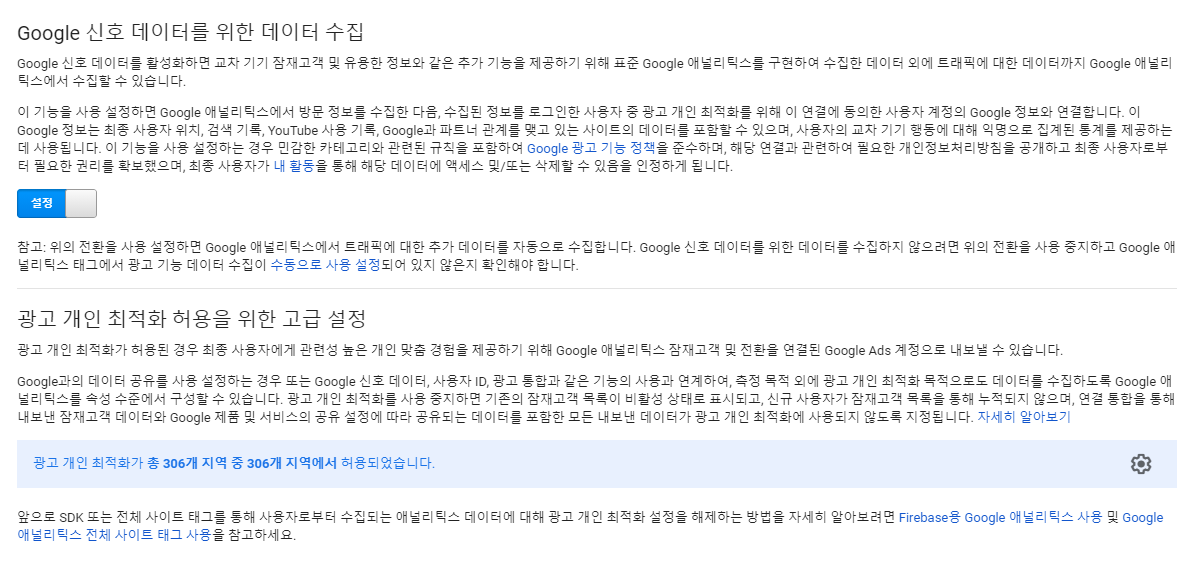 Google 신호 데이터를 위한 데이터 수집
Google 신호 데이터를 활성화하면 교차 기기 잠재고객 및 유용한 정보와 같은 추가 기능을 제공하기 위해 표준 Google 애널리틱스를 구현하여 수집한 데이터 외에 트래픽에 대한 데이터까지 Google 애널리
틱스에서 수집할 수 있습니다.
이 기능을 사용 설정하면 Google 애널리틱스에서 방문 정보를 수집한 다음, 수집된 정보를 로그인한 사용자 중 광고 개인 최적화를 위해 이 연결에 동의한 사용자 계정의 Google 정보와 연결합니다. 이
Google 정보는 최종 사용자 위치, 검색 기록, YouTube 사용 기록, Google과 파트너 관계를 맺고 있는 사이트의 데이터를 포함할 수 있으며, 사용자의 교차 기기 행동에 대해 익명으로 집계된 통계를 제공하는
데 사용됩니다. 이 기능을 사용 설정하는 경우 민감한 카테고리와 관련된 규칙을 포함하여 Google 광고 기능 정책을 준수하며, 해당 연결과 관련하여 필요한 개인정보처리방침을 공개하고 최종 사용자로부
터 필요한 권리를 확보했으며, 최종 사용자가 내 활동을 통해 해당 데이터에 액세스 및/또는 삭제할 수 있음을 인정하게 됩니다.
설정
참고: 위의 전환을 사용 설정하면 Google 애널리틱스에서 트래픽에 대한 추가 데이터를 자동으로 수집합니다. Google 신호 데이터를 위한 데이터를 수집하지 않으려면 위의 전환을 사용 중지하고 Google 애
널리틱스 태그에서 광고 기능 데이터 수집이 수동으로 사용 설정되어 있지 않은지 확인해야 합니다.
광고 개인 최적화 허용을 위한 고급 설정
광고 개인 최적화가 허용된 경우 최종 사용자에게 관련성 높은 개인 맞춤 경험을 제공하기 위해 Google 애널리틱스 잠재고객 및 전환을 연결된 Google Ads 계정으로 내보낼 수 있습니다.
Google과의 데이터 공유를 사용 설정하는 경우 또는 Google 신호 데이터, 사용자 ID, 광고 통합과 같은 기능의 사용과 연계하여, 측정 목적 외에 광고 개인 최적화 목적으로도 데이터를 수집하도록 Google 애
널리틱스를 속성 수준에서 구성할 수 있습니다. 광고 개인 최적화를 사용 중지하면 기존의 잠재고객 목록이 비활성 상태로 표시되고, 신규 사용자가 잠재고객 목록을 통해 누적되지 않으며, 연결 통합을 통해
내보낸 잠재고객 데이터와 Google 제품 및 서비스의 공유 설정에 따라 공유되는 데이터를 포함한 모든 내보낸 데이터가 광고 개인 최적화에 사용되지 않도록 지정됩니다. 자세히 알아보기
광고 개인 최적화가 총 306개 지역 중 306개 지역에서 허용되었습니다.
앞으로 SDK 또는 전체 사이트 태그를 통해 사용자로부터 수집되는 애널리틱스 데이터에 대해 광고 개인 최적화 설정을 해제하는 방법을 자세히 알아보려면 Firebase용 Google 애널리틱스 사용 및 Google
애널리틱스 전체 사이트 태그 사용을 참고하세요.